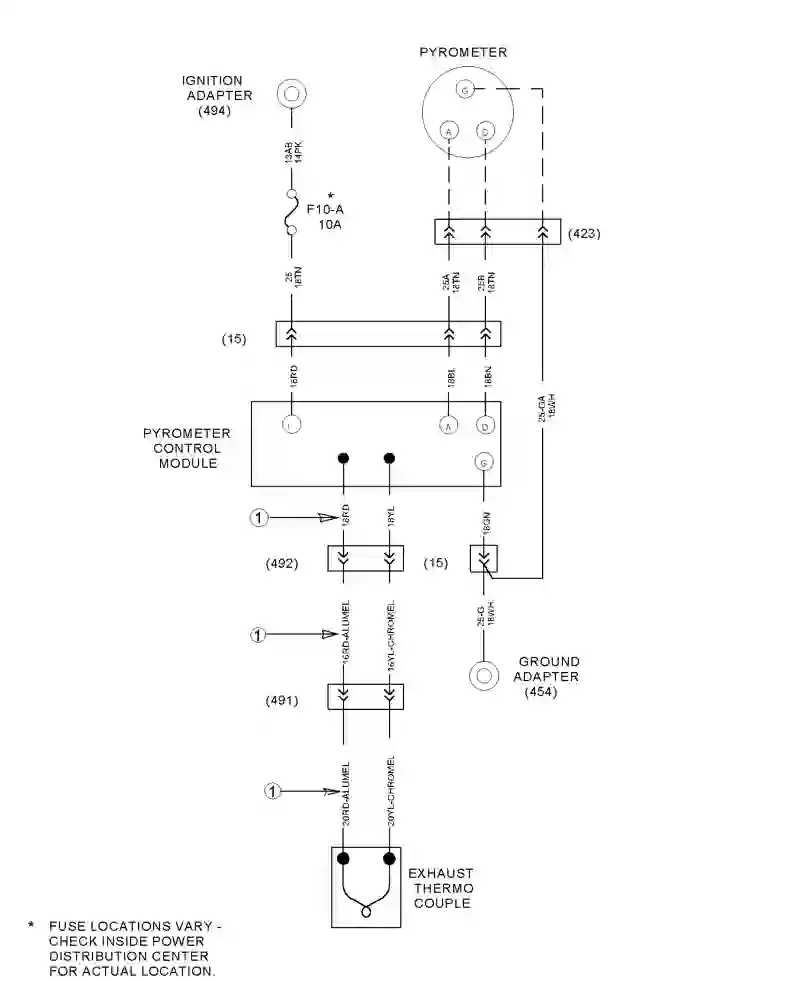 PYROMETER
IGNITION
ADAPTER
(494)
G
A
D
13AB
14PK
*
F10-A
10A
(423)
25
18TN
25A
18TN
25B
18TN
(15)
18RD
18BL
18BN
25-GA
18WH
PYROMETER
CONTROL
MODULE
I
A
D
G
1
18RD
18YL
18GN
(492)
(15)
1
16RD-ALUMEL
16YL-CHROMEL
25-G
18WH.
GROUND
ADAPTER
(454)
(491)
1
20RD-ALUMEL
20YL-CHROMEL
EXHAUST
THERMO
COUPLE
* FUSE LOCATIONS VARY -
CHECK INSIDE POWER
DISTRIBUTION CENTER
FOR ACTUAL LOCATION.